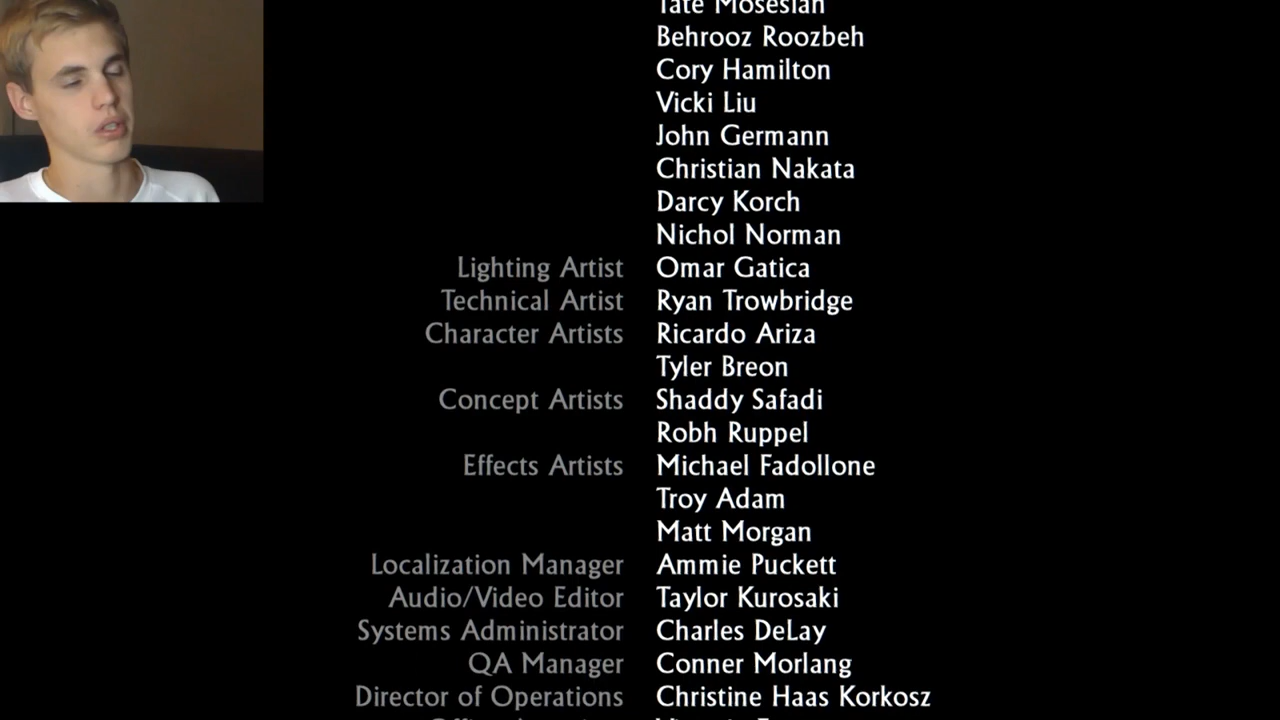 Tate Mosesian
Behrooz Roozbeh
Cory Hamilton
Vicki Liu
John Germann
Christian Nakata
Darcy Korch
Nichol Norman
Lighting Artist Omar Gatica
Technical Artist Ryan Trowbridge
Character Artists Ricardo Ariza
Tyler Breon
Concept Artists Shaddy Safadi
Robh Ruppel
Effects Artists Michael Fadollone
Troy Adam
Matt Morgan
Localization Manager Ammie Puckett
Audio/Video Editor Taylor Kurosaki
Systems Administrator Charles DeLay
QA Manager Conner Morlang
Director of Operations Christine Haas Korkosz